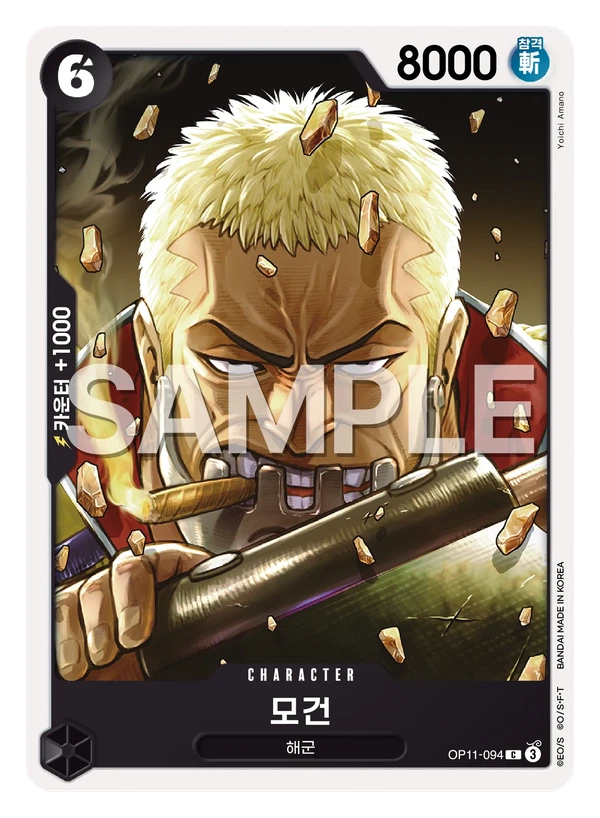 6
8000
참격
斬
Yoichi Amano
카운터 +1000
SAMPLE
CHARACTER
모건
해군
OP11-094 C 3
©EO/S ©O/S·F·T BANDAI MADE IN KOREA